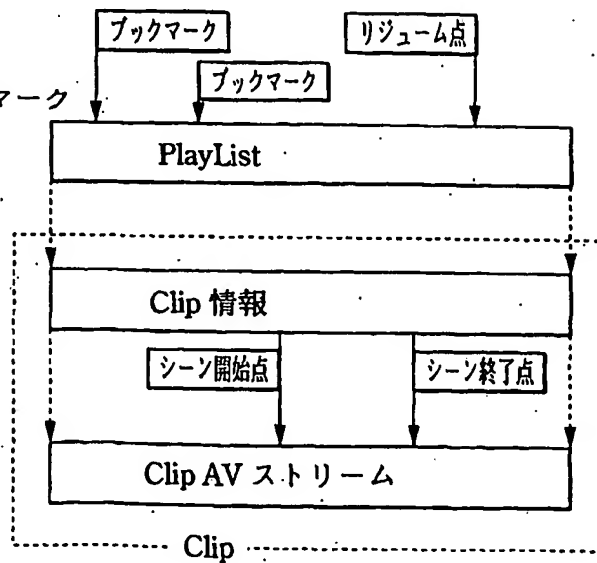 ブックマーク
リジューム点
ブックマーク
マーク
PlayList
Clip 情報
シーン開始点
シーン終了点
Clip AV ストリーム
Clip